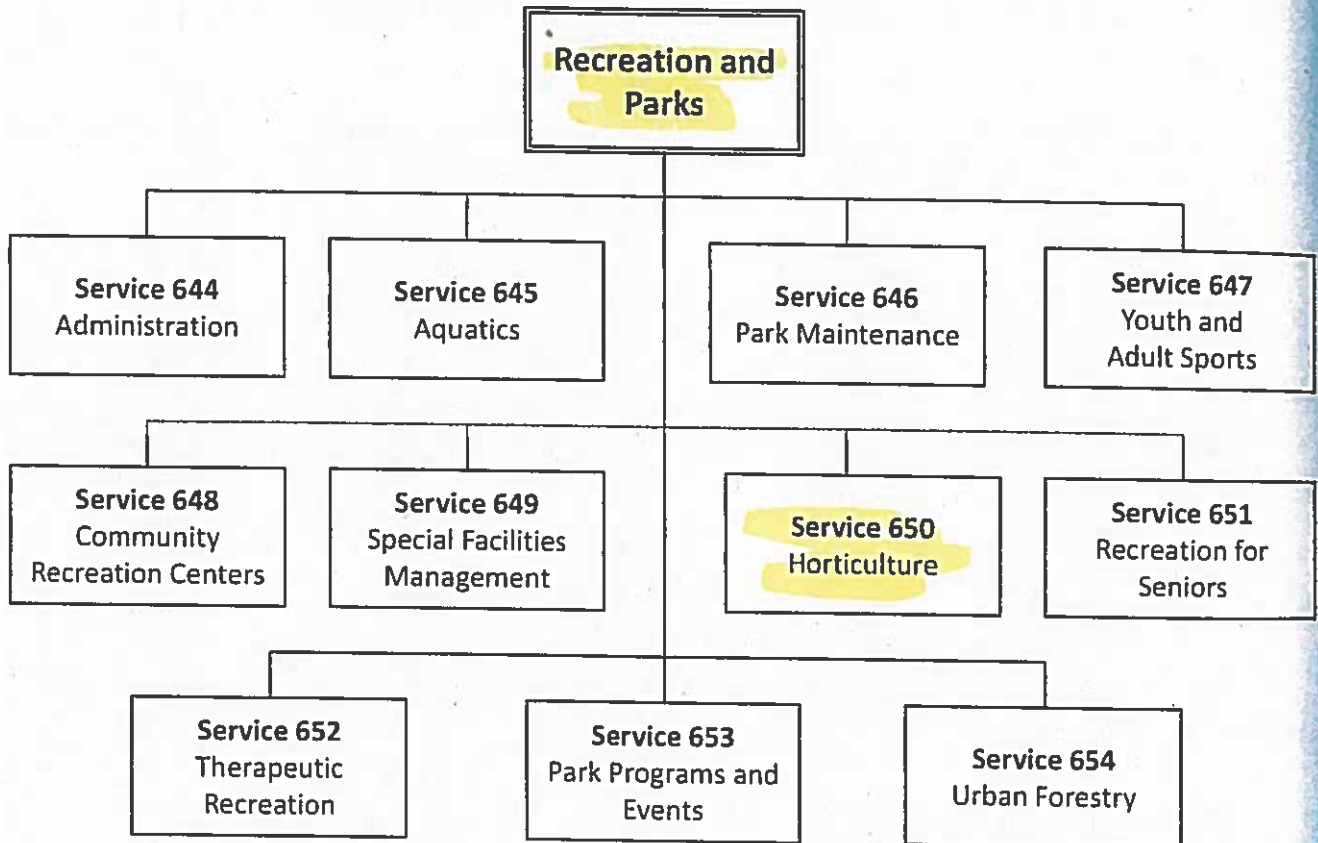 Recreation and
Parks
Service 644
Administration
Service 645
Aquatics
Service 646
Park Maintenance
Service 647
Youth and
Adult Sports
Service 648
Community
Recreation Centers
Service 649
Special Facilities
Management
Service 650
Horticulture
Service 651
Recreation for
Seniors
Service 652
Therapeutic
Recreation
Service 653
Park Programs and
Events
Service 654
Urban Forestry